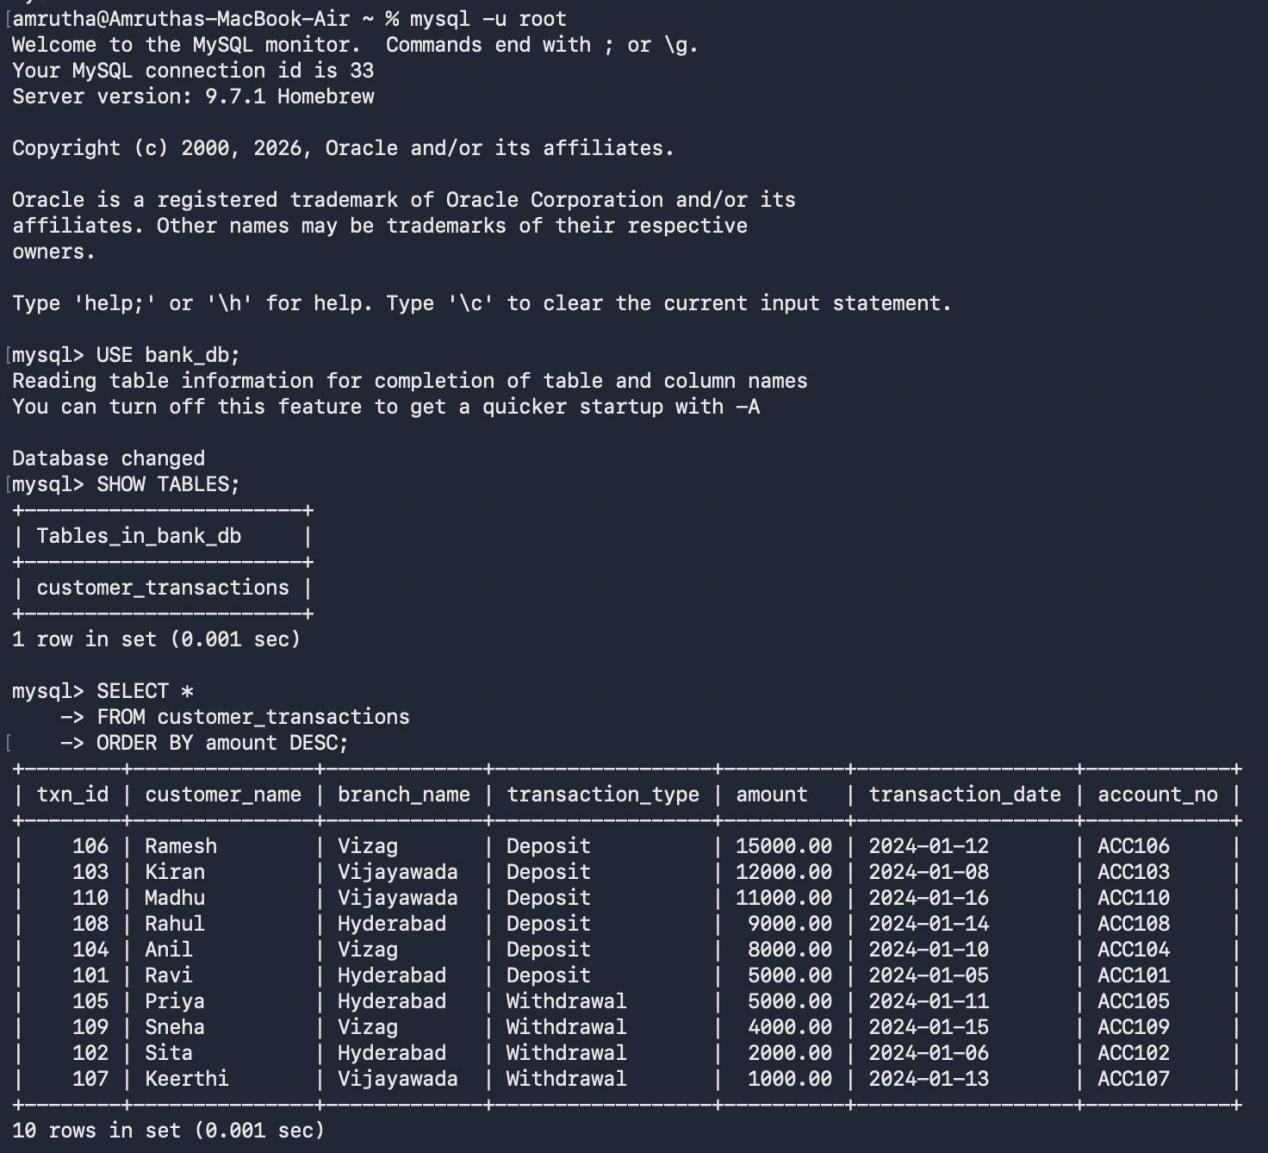 [amrutha@Amruthas-MacBook-Air ~ % mysql -u root
Welcome to the MySQL monitor.  Commands end with ; or \g.
Your MySQL connection id is 33
Server version: 9.7.1 Homebrew

Copyright (c) 2000, 2026, Oracle and/or its affiliates.

Oracle is a registered trademark of Oracle Corporation and/or its
affiliates. Other names may be trademarks of their respective
owners.

Type 'help;' or '\h' for help. Type '\c' to clear the current input statement.

[mysql> USE bank_db;
Reading table information for completion of table and column names
You can turn off this feature to get a quicker startup with -A

Database changed
[mysql> SHOW TABLES;
+-----------------------+
| Tables_in_bank_db     |
+-----------------------+
| customer_transactions |
+-----------------------+
1 row in set (0.001 sec)

mysql> SELECT *
    -> FROM customer_transactions
[    -> ORDER BY amount DESC;
+--------+---------------+-------------+------------------+----------+------------------+------------+
| txn_id | customer_name | branch_name | transaction_type | amount   | transaction_date | account_no |
+--------+---------------+-------------+------------------+----------+------------------+------------+
|    106 | Ramesh        | Vizag       | Deposit          | 15000.00 | 2024-01-12       | ACC106     |
|    103 | Kiran         | Vijayawada  | Deposit          | 12000.00 | 2024-01-08       | ACC103     |
|    110 | Madhu         | Vijayawada  | Deposit          | 11000.00 | 2024-01-16       | ACC110     |
|    108 | Rahul         | Hyderabad   | Deposit          |  9000.00 | 2024-01-14       | ACC108     |
|    104 | Anil          | Vizag       | Deposit          |  8000.00 | 2024-01-10       | ACC104     |
|    101 | Ravi          | Hyderabad   | Deposit          |  5000.00 | 2024-01-05       | ACC101     |
|    105 | Priya         | Hyderabad   | Withdrawal       |  5000.00 | 2024-01-11       | ACC105     |
|    109 | Sneha         | Vizag       | Withdrawal       |  4000.00 | 2024-01-15       | ACC109     |
|    102 | Sita          | Hyderabad   | Withdrawal       |  2000.00 | 2024-01-06       | ACC102     |
|    107 | Keerthi       | Vijayawada  | Withdrawal       |  1000.00 | 2024-01-13       | ACC107     |
+--------+---------------+-------------+------------------+----------+------------------+------------+
10 rows in set (0.001 sec)